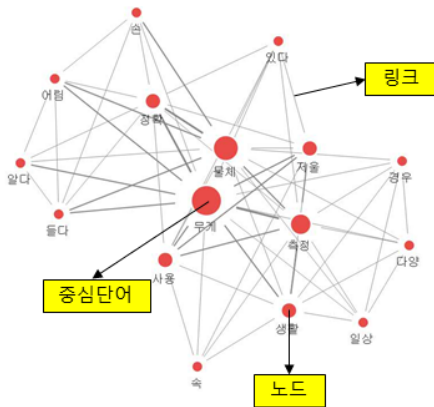 손
있다
링크
어림
정확
물체
저울
알다
경우
무게
들다
측정
다양
사용
중심단어
생활
일상
속
노드